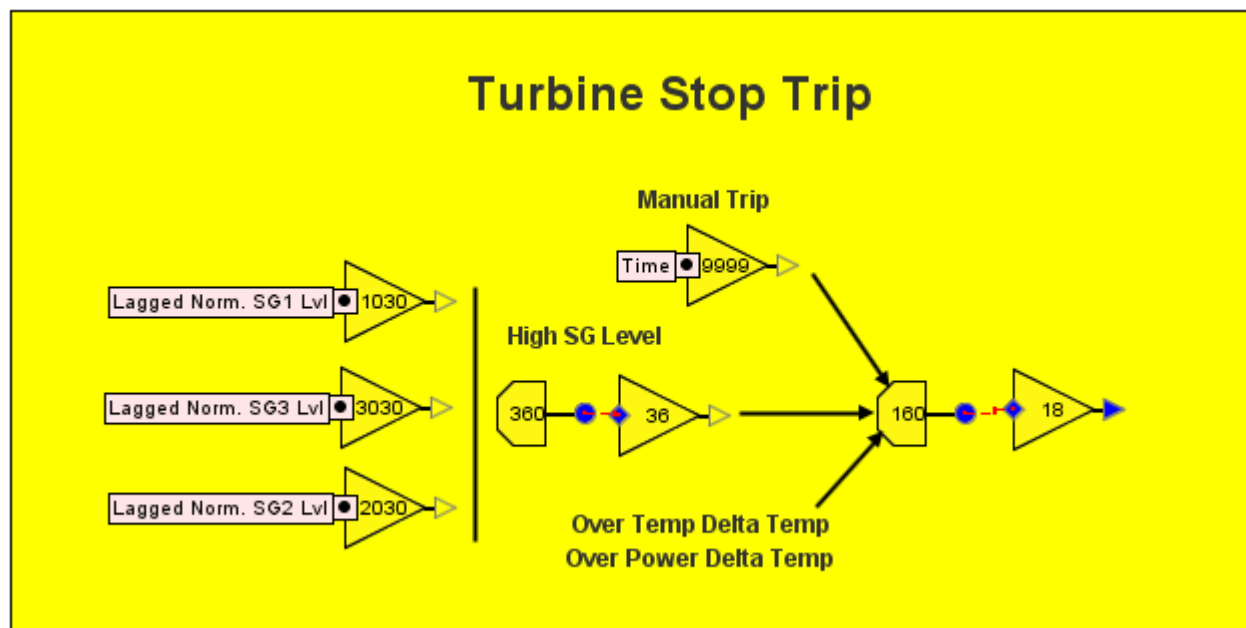 Turbine Stop Trip
Manual Trip
Time 9999
Lagged Norm. SG1 Lvl 1030
High SG Level
Lagged Norm. SG3 Lvl 3030
360 36 160 18
Lagged Norm. SG2 Lvl 2030
Over Temp Delta Temp
Over Power Delta Temp